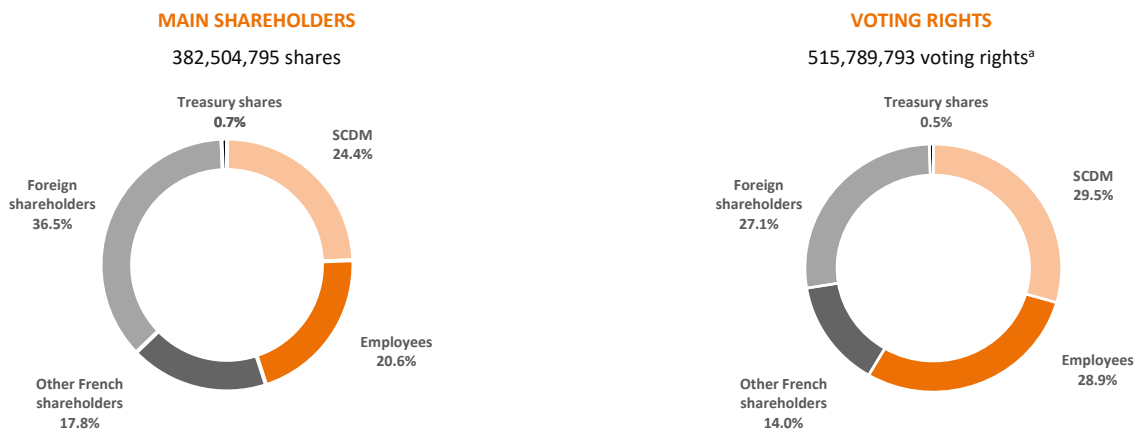 MAIN SHAREHOLDERS
382,504,795 shares
Treasury shares
0.7%
SCDM
24.4%
Foreign
shareholders
36.5%
Employees
20.6%
Other French
shareholders
17.8%
VOTING RIGHTS
515,789,793 voting rightsᵃ
Treasury shares
0.5%
SCDM
29.5%
Foreign
shareholders
27.1%
Employees
28.9%
Other French
shareholders
14.0%